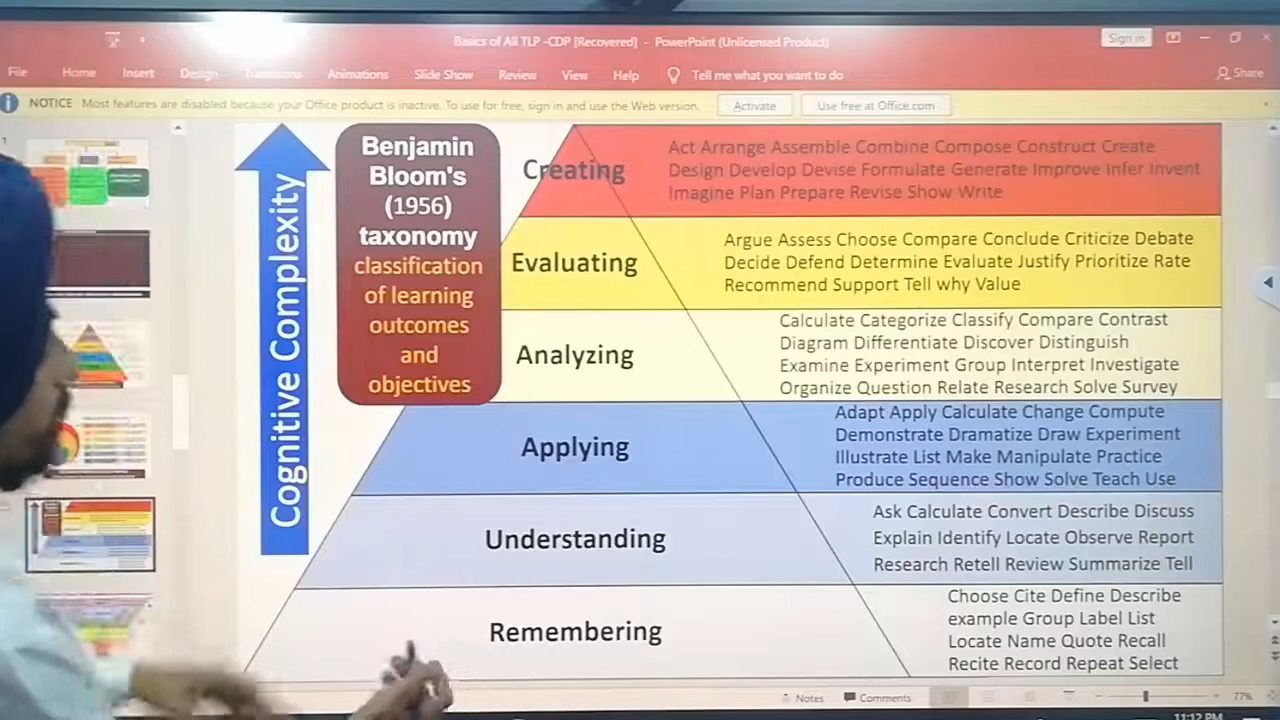 Basics of All TLP -CDP [Recovered] - PowerPoint (Unlicensed Product)
Sign in
File Home Insert Design Transitions Animations Slide Show Review View Help Tell me what you want to do
Share
NOTICE Most features are disabled because your Office product is inactive. To use for free, sign in and use the Web version. Activate Use free at Office.com
Cognitive Complexity
Benjamin
Bloom's
(1956)
taxonomy
classification
of learning
outcomes
and
objectives
Creating
Act Arrange Assemble Combine Compose Construct Create
Design Develop Devise Formulate Generate Improve Infer Invent
Imagine Plan Prepare Revise Show Write
Evaluating
Argue Assess Choose Compare Conclude Criticize Debate
Decide Defend Determine Evaluate Justify Prioritize Rate
Recommend Support Tell why Value
Analyzing
Calculate Categorize Classify Compare Contrast
Diagram Differentiate Discover Distinguish
Examine Experiment Group Interpret Investigate
Organize Question Relate Research Solve Survey
Applying
Adapt Apply Calculate Change Compute
Demonstrate Dramatize Draw Experiment
Illustrate List Make Manipulate Practice
Produce Sequence Show Solve Teach Use
Understanding
Ask Calculate Convert Describe Discuss
Explain Identify Locate Observe Report
Research Retell Review Summarize Tell
Remembering
Choose Cite Define Describe
example Group Label List
Locate Name Quote Recall
Recite Record Repeat Select
Notes Comments 77%
11:12 PM